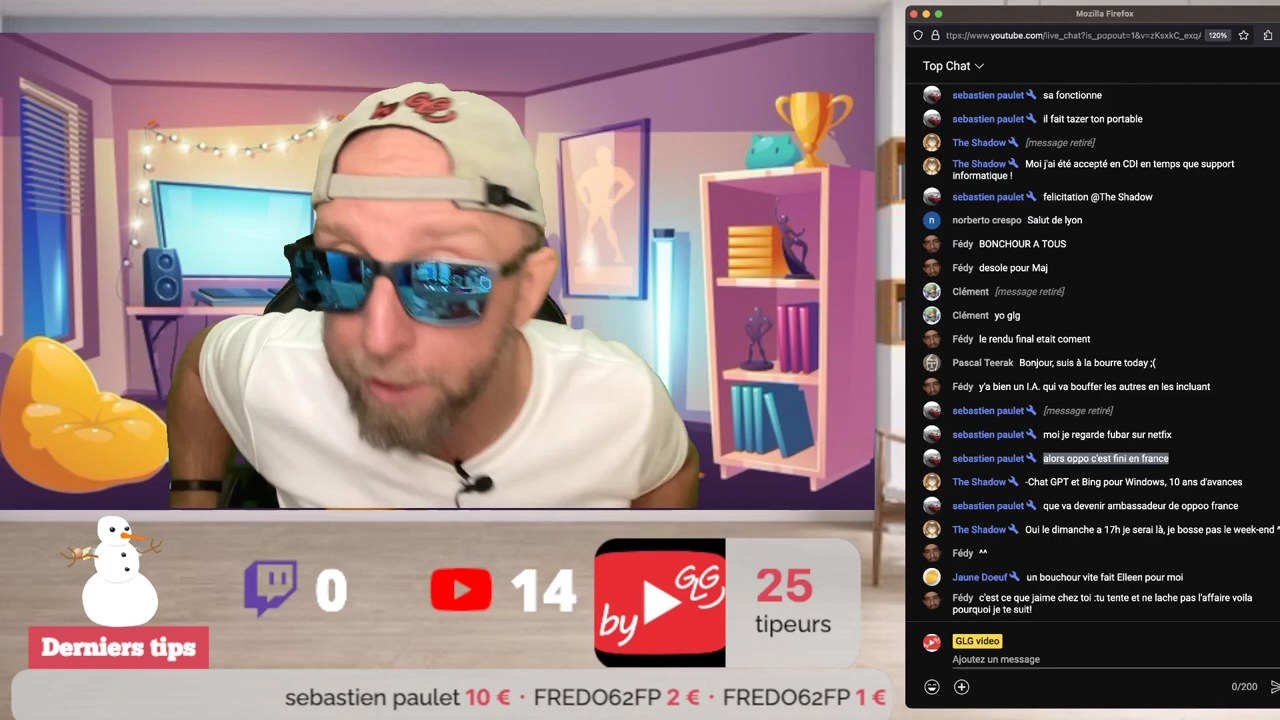 Mozilla Firefox
ttps://www.youtube.com/live_chat?is_popout=1&v=zKsxkC_exq/ 120%
Top Chat
sebastien paulet sa fonctionne
sebastien paulet il fait tazer ton portable
The Shadow [message retiré]
The Shadow Moi j'ai été accepté en CDI en temps que support
informatique !
sebastien paulet felicitation @The Shadow
n norberto crespo Salut de lyon
Fédy BONCHOUR A TOUS
Fédy desole pour Maj
Clément [message retiré]
Clément yo glg
Fédy le rendu final etait coment
Pascal Teerak Bonjour, suis à la bourre today ;(
Fédy y'a bien un I.A. qui va bouffer les autres en les incluant
sebastien paulet [message retiré]
sebastien paulet moi je regarde fubar sur netfix
sebastien paulet alors oppo c'est fini en france
The Shadow -Chat GPT et Bing pour Windows, 10 ans d'avances
sebastien paulet que va devenir ambassadeur de oppoo france
The Shadow Oui le dimanche a 17h je serai là, je bosse pas le week-end ^
Fédy ^^
Jaune Doeuf un bouchour vite fait Elleen pour moi
Fédy c'est ce que jaime chez toi :tu tente et ne lache pas l'affaire voila
pourquoi je te suit!
GLG video
Ajoutez un message
0/200
GLG
0
14
by GLG
25
tipeurs
Derniers tips
sebastien paulet 10 € · FREDO62FP 2 € · FREDO62FP 1 €